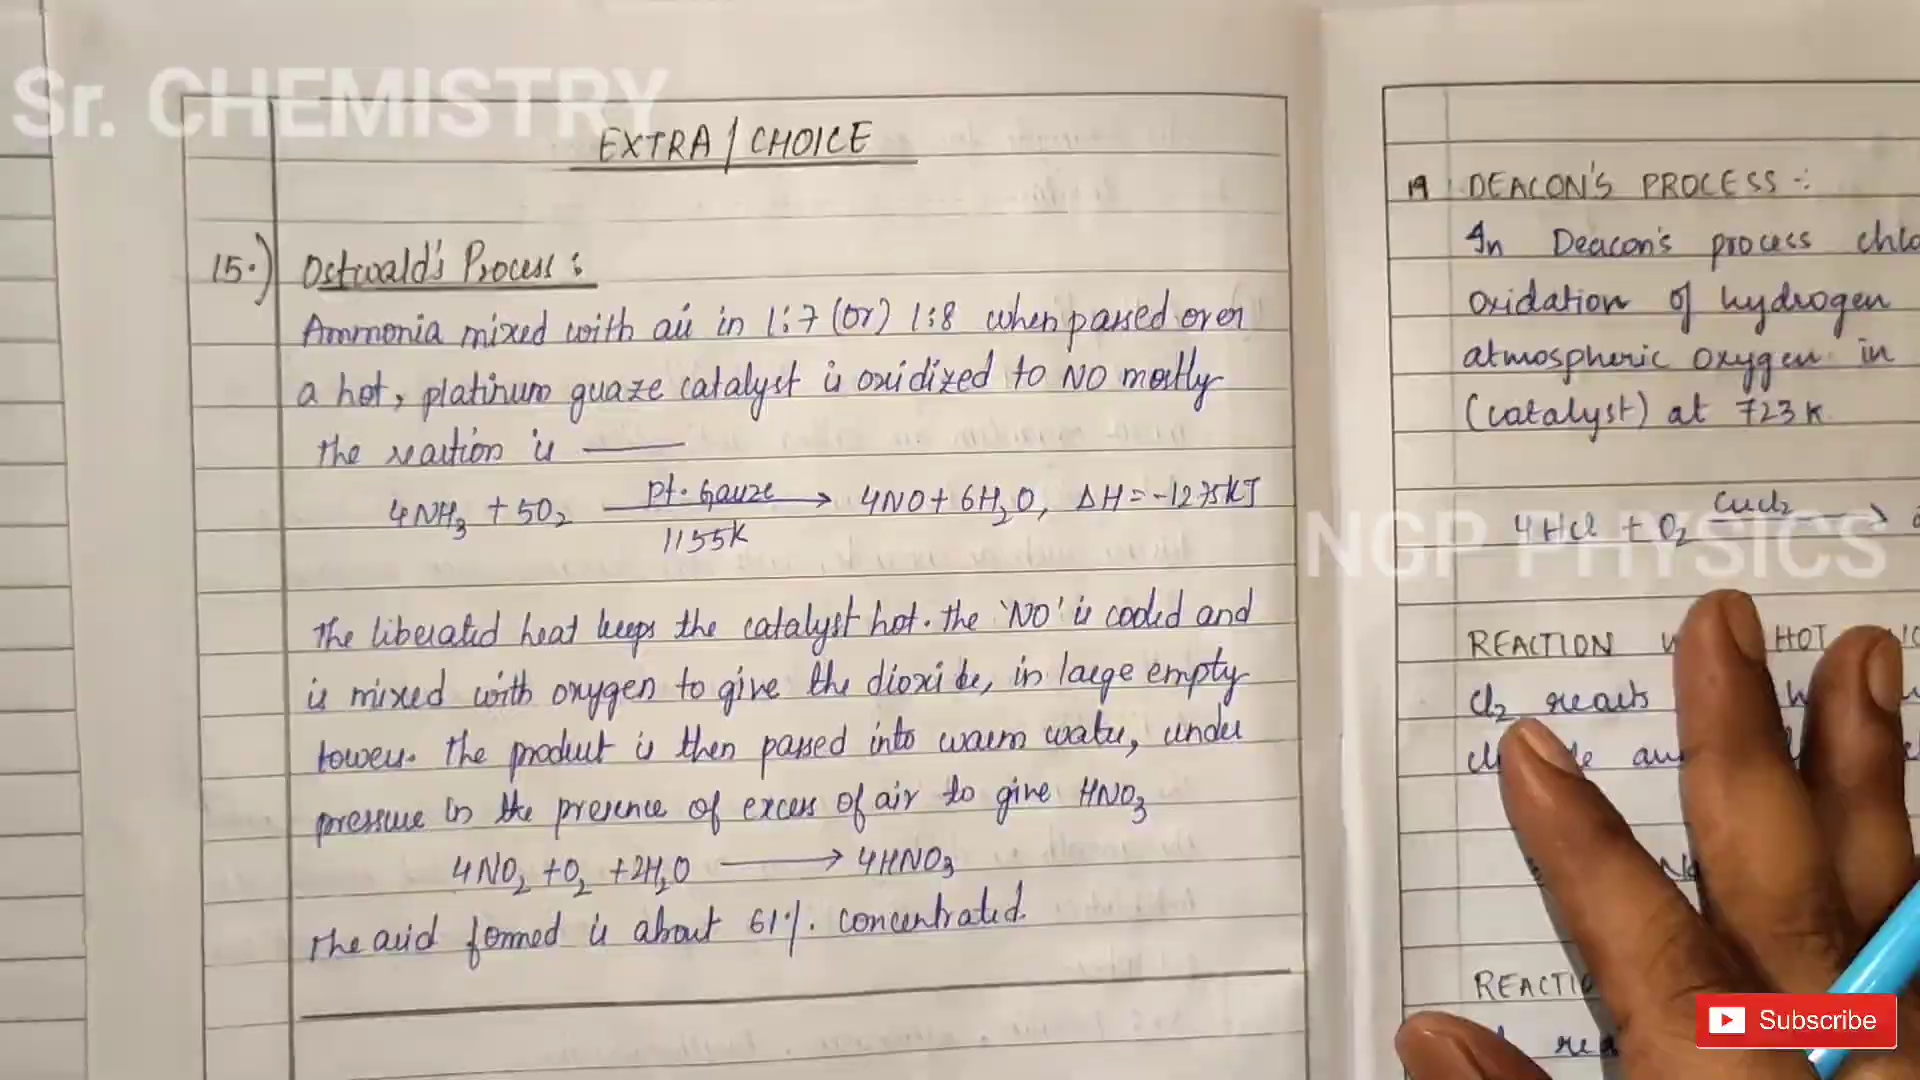 Sr. CHEMISTRY
EXTRA / CHOICE
15.) Ostwald's Process :
Ammonia mixed with air in 1:7 (or) 1:8 when passed over
a hot, platinum guaze catalyst is oxidized to NO mostly
the reaction is ——
4NH₃ + 5O₂ —Pt. Gauze / 1155K→ 4NO + 6H₂O, ΔH = -1275KJ
The liberated heat keeps the catalyst hot. the 'NO' is cooled and
is mixed with oxygen to give the dioxide, in large empty
towers. The product is then passed into warm water, under
pressure in the presence of excess of air to give HNO₃
4NO₂ + O₂ + 2H₂O ⟶ 4HNO₃
The acid formed is about 61%. concentrated.
19 DEACON'S PROCESS :-
In Deacon's process
oxidation of hydrogen
atmospheric oxygen in
(catalyst) at 723K.
4HCl + O₂ —CuCl₂→
NGP PHYSICS
REACTION HOT
Cl₂ reacts
Subscribe